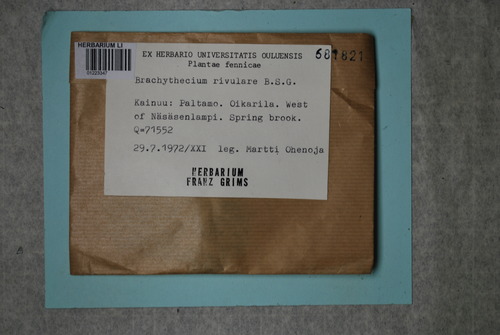 HERBARIUM LI
EX HERBARIO UNIVERSITATIS OULUENSIS
681821
Plantae fennicae
Brachythecium rivulare B.S.G.
Kainuu: Paltamo. Oikarila. West
of Näsäsenlampi. Spring brook.
Q=71552
29.7.1972/XXI leg. Martti Ohenoja
HERBARIUM
FRANZ GRIMS